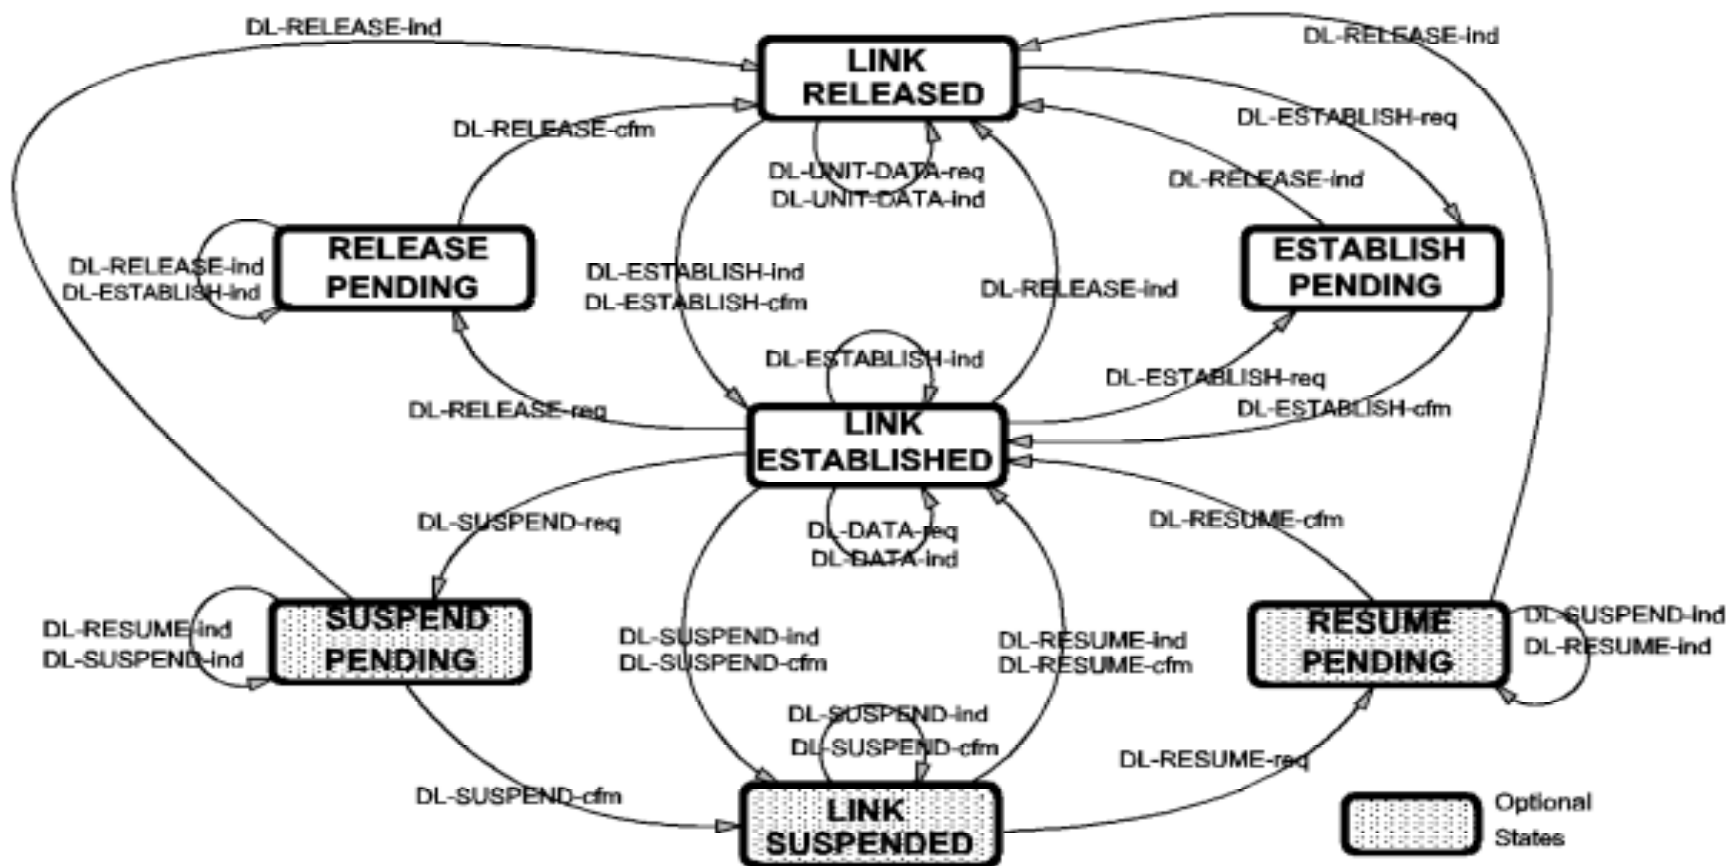 DL-RELEASE-ind
DL-RELEASE-ind
LINK
RELEASED
DL-RELEASE-cfm
DL-ESTABLISH-req
DL-UNIT-DATA-req
DL-UNIT-DATA-ind
DL-RELEASE-ind
RELEASE
PENDING
DL-RELEASE-ind
DL-ESTABLISH-ind
DL-ESTABLISH-ind
DL-ESTABLISH-cfm
DL-RELEASE-ind
ESTABLISH
PENDING
DL-ESTABLISH-ind
DL-ESTABLISH-req
DL-RELEASE-req
DL-ESTABLISH-cfm
LINK
ESTABLISHED
DL-SUSPEND-req
DL-DATA-req
DL-DATA-ind
DL-RESUME-cfm
DL-RESUME-ind
DL-SUSPEND-ind
SUSPEND
PENDING
DL-SUSPEND-ind
DL-SUSPEND-cfm
DL-RESUME-ind
DL-RESUME-cfm
RESUME
PENDING
DL-SUSPEND-ind
DL-RESUME-ind
DL-SUSPEND-ind
DL-SUSPEND-cfm
DL-RESUME-req
DL-SUSPEND-cfm
LINK
SUSPENDED
Optional
States